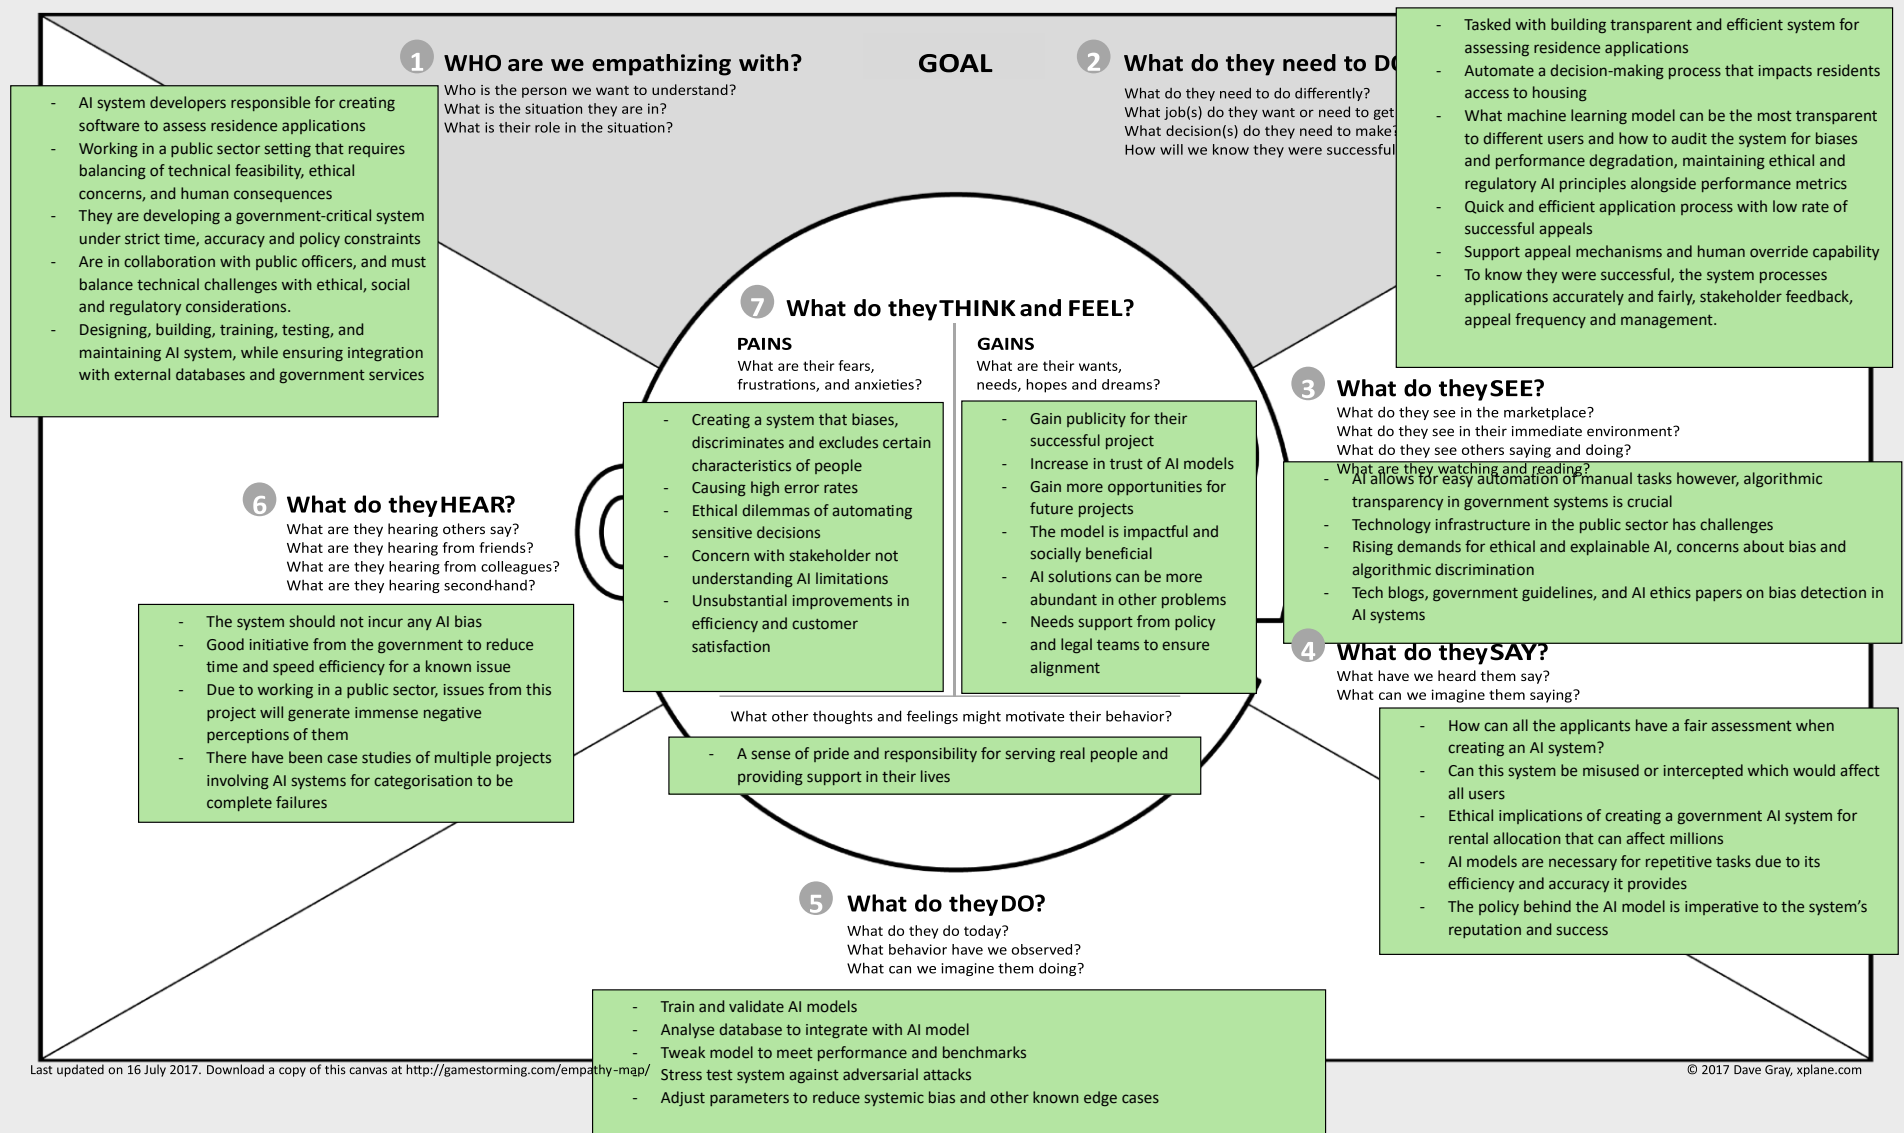 1 WHO are we empathizing with?
Who is the person we want to understand?
What is the situation they are in?
What is their role in the situation?
- AI system developers responsible for creating
software to assess residence applications
- Working in a public sector setting that requires
balancing of technical feasibility, ethical
concerns, and human consequences
- They are developing a government-critical system
under strict time, accuracy and policy constraints
- Are in collaboration with public officers, and must
balance technical challenges with ethical, social
and regulatory considerations.
- Designing, building, training, testing, and
maintaining AI system, while ensuring integration
with external databases and government services
GOAL
2 What do they need to DO
What do they need to do differently?
What job(s) do they want or need to get
What decision(s) do they need to make?
How will we know they were successful
- Tasked with building transparent and efficient system for
assessing residence applications
- Automate a decision-making process that impacts residents
access to housing
- What machine learning model can be the most transparent
to different users and how to audit the system for biases
and performance degradation, maintaining ethical and
regulatory AI principles alongside performance metrics
- Quick and efficient application process with low rate of
successful appeals
- Support appeal mechanisms and human override capability
- To know they were successful, the system processes
applications accurately and fairly, stakeholder feedback,
appeal frequency and management.
3 What do they SEE?
What do they see in the marketplace?
What do they see in their immediate environment?
What do they see others saying and doing?
What are they watching and reading?
- AI allows for easy automation of manual tasks however, algorithmic
transparency in government systems is crucial
- Technology infrastructure in the public sector has challenges
- Rising demands for ethical and explainable AI, concerns about bias and
algorithmic discrimination
- Tech blogs, government guidelines, and AI ethics papers on bias detection in
AI systems
4 What do they SAY?
What have we heard them say?
What can we imagine them saying?
- How can all the applicants have a fair assessment when
creating an AI system?
- Can this system be misused or intercepted which would affect
all users
- Ethical implications of creating a government AI system for
rental allocation that can affect millions
- AI models are necessary for repetitive tasks due to its
efficiency and accuracy it provides
- The policy behind the AI model is imperative to the system's
reputation and success
5 What do they DO?
What do they do today?
What behavior have we observed?
What can we imagine them doing?
- Train and validate AI models
- Analyse database to integrate with AI model
- Tweak model to meet performance and benchmarks
- Stress test system against adversarial attacks
- Adjust parameters to reduce systemic bias and other known edge cases
6 What do they HEAR?
What are they hearing others say?
What are they hearing from friends?
What are they hearing from colleagues?
What are they hearing second-hand?
- The system should not incur any AI bias
- Good initiative from the government to reduce
time and speed efficiency for a known issue
- Due to working in a public sector, issues from this
project will generate immense negative
perceptions of them
- There have been case studies of multiple projects
involving AI systems for categorisation to be
complete failures
7 What do they THINK and FEEL?
PAINS
What are their fears,
frustrations, and anxieties?
- Creating a system that biases,
discriminates and excludes certain
characteristics of people
- Causing high error rates
- Ethical dilemmas of automating
sensitive decisions
- Concern with stakeholder not
understanding AI limitations
- Unsubstantial improvements in
efficiency and customer
satisfaction
GAINS
What are their wants,
needs, hopes and dreams?
- Gain publicity for their
successful project
- Increase in trust of AI models
- Gain more opportunities for
future projects
- The model is impactful and
socially beneficial
- AI solutions can be more
abundant in other problems
- Needs support from policy
and legal teams to ensure
alignment
What other thoughts and feelings might motivate their behavior?
- A sense of pride and responsibility for serving real people and
providing support in their lives
Last updated on 16 July 2017. Download a copy of this canvas at http://gamestorming.com/empathy-map/
© 2017 Dave Gray, xplane.com